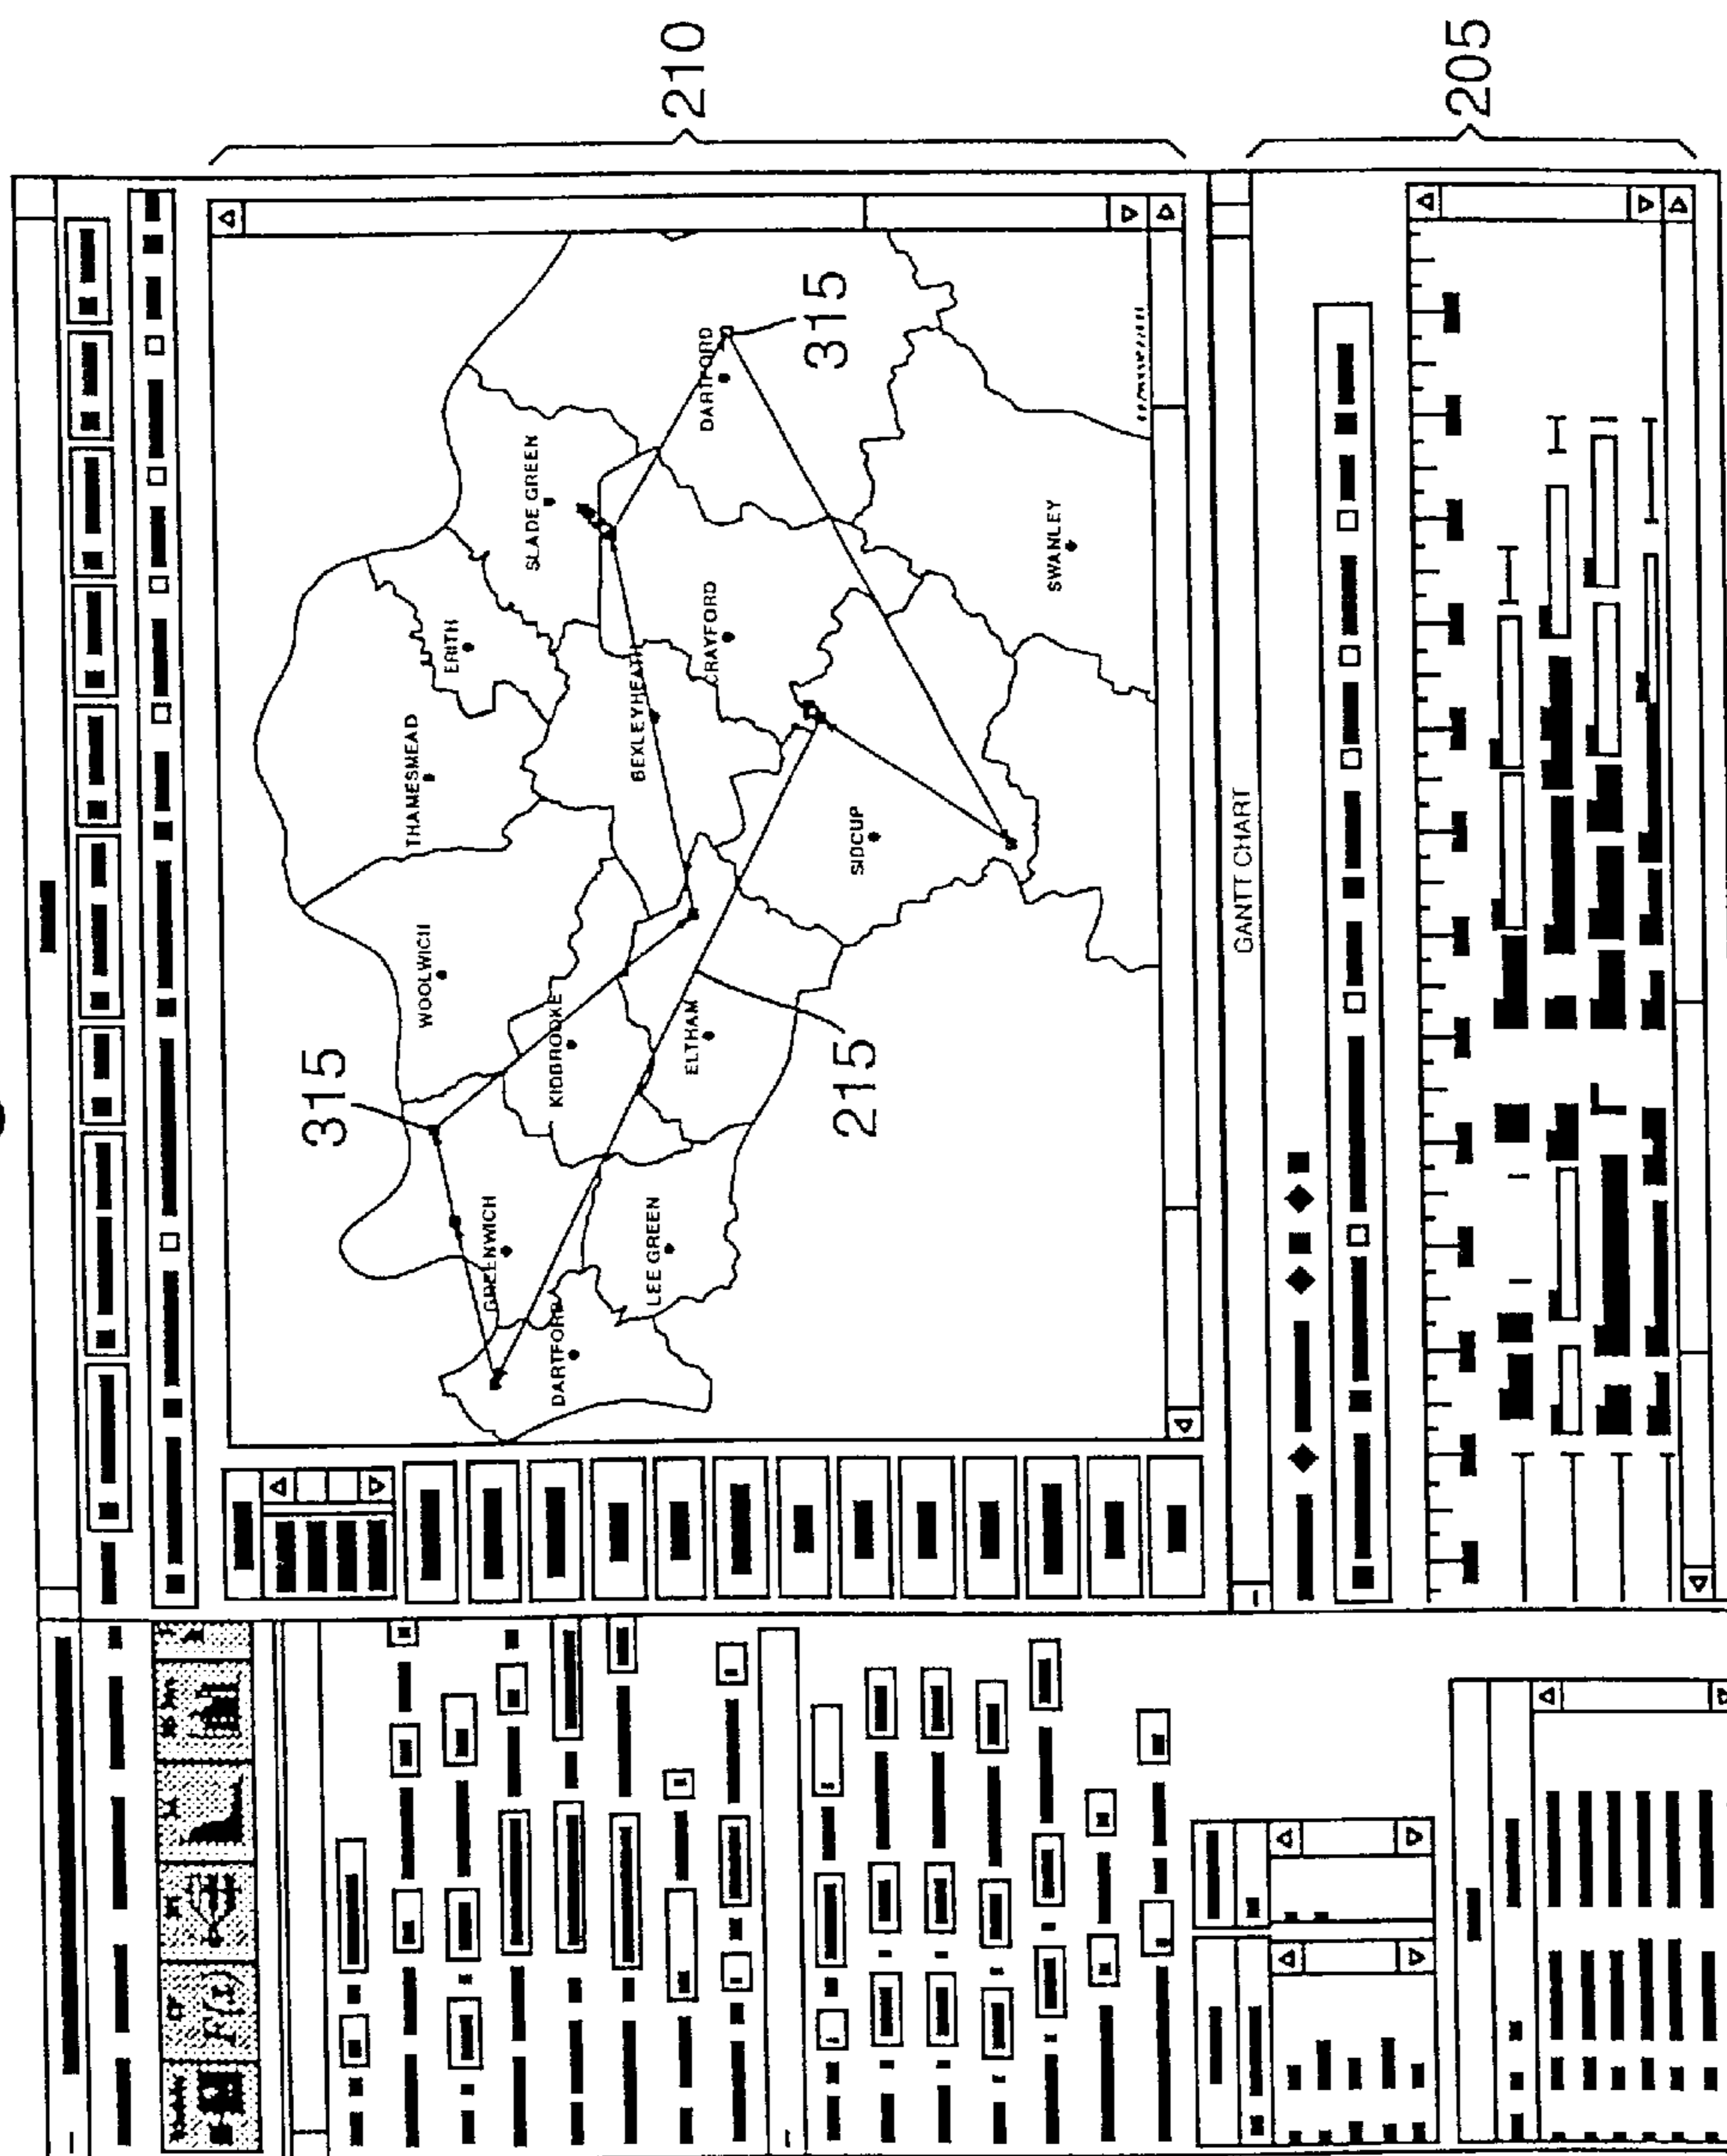 210
THAMESMEAD
ERITH
SLADE GREEN
WOOLWICH
315
BEXLEYHEATH
CRAYFORD
DARTFORD
315
KIDBROOKE
GREENWICH
ELTHAM
SIDCUP
215
DARTFORD
LEE GREEN
SWANLEY
GANTT CHART
205